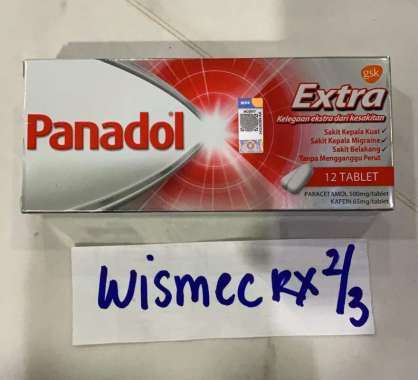 gsk
Panadol
Extra
Kelegaan ekstra dari kesakitan
Sakit Kepala Kuat ✓
Sakit Kepala Migraine ✓
Sakit Belakang ✓
Tanpa Mengganggu Perut
12 TABLET
PARACETAMOL 500mg/tablet
KAFEIN 65mg/tablet
wismec RX 2/3